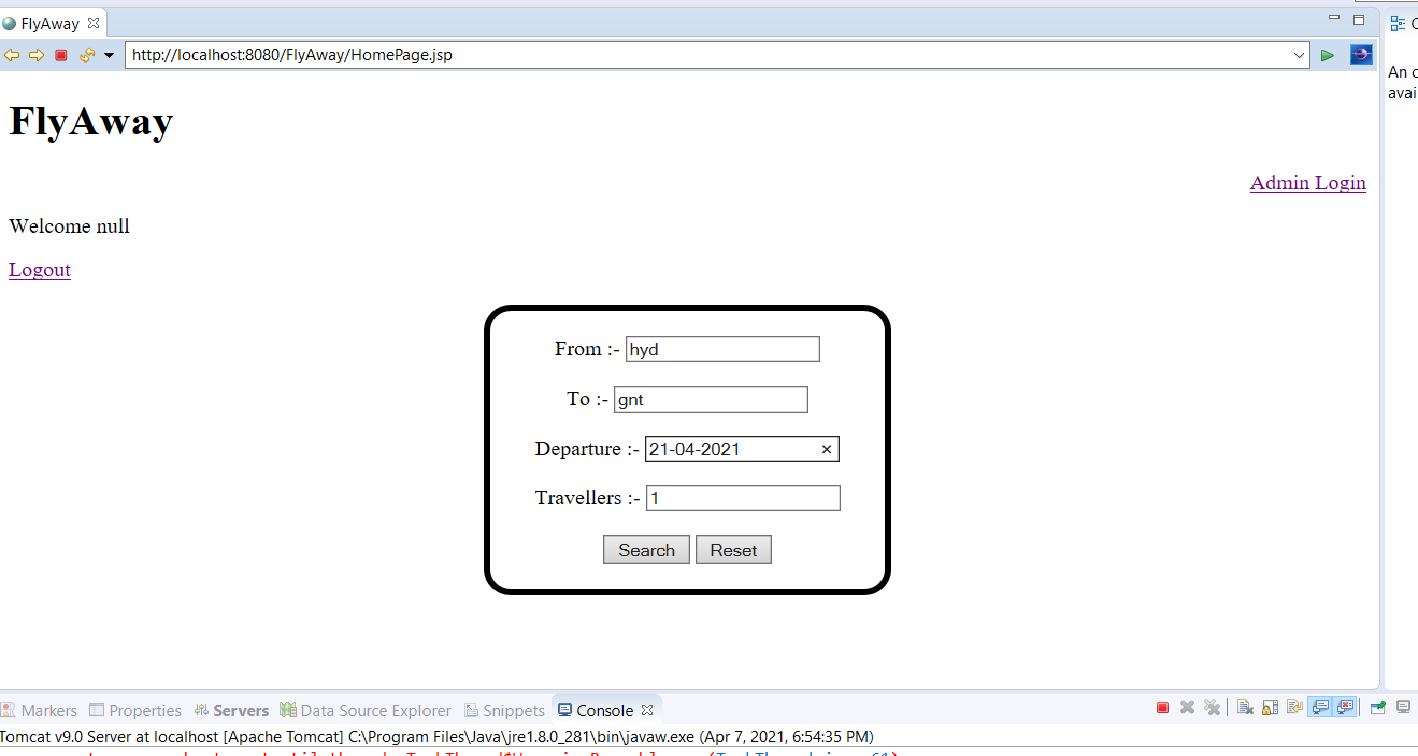 FlyAway
http://localhost:8080/FlyAway/HomePage.jsp
An
avai
FlyAway
Admin Login
Welcome null
Logout
From :- hyd
To :- gnt
Departure :- 21-04-2021 ×
Travellers :- 1
Search Reset
Markers Properties Servers Data Source Explorer Snippets Console
Tomcat v9.0 Server at localhost [Apache Tomcat] C:\Program Files\Java\jre1.8.0_281\bin\javaw.exe (Apr 7, 2021, 6:54:35 PM)